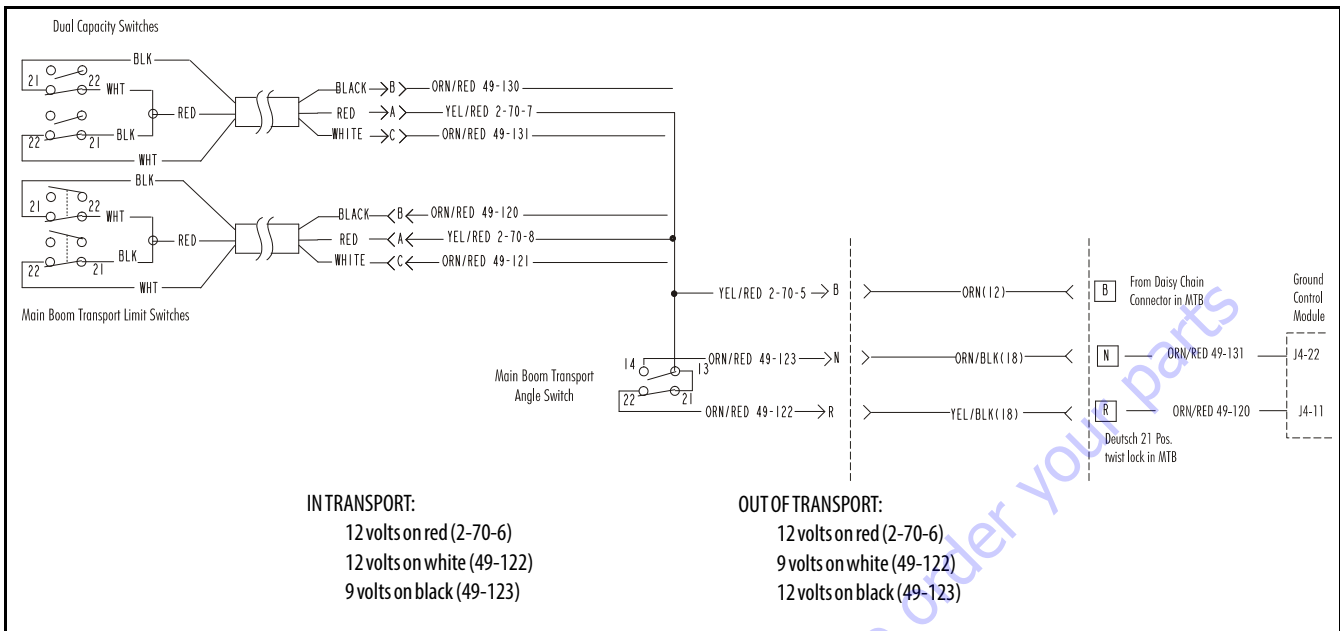 Dual Capacity Switches
BLK
21 22 WHT
RED
22 21 BLK
WHT
BLACK B ORN/RED 49-130
RED A YEL/RED 2-70-7
WHITE C ORN/RED 49-131
BLK
21 22 WHT
RED
22 21 BLK
WHT
BLACK B ORN/RED 49-120
RED A YEL/RED 2-70-8
WHITE C ORN/RED 49-121
Main Boom Transport Limit Switches
YEL/RED 2-70-5 B ORN(12) B
From Daisy Chain
Connector in MTB
Ground
Control
Module
Main Boom Transport
Angle Switch
14 13 ORN/RED 49-123 N ORN/BLK(18) N ORN/RED 49-131 J4-22
22 21 ORN/RED 49-122 R YEL/BLK(18) R ORN/RED 49-120 J4-11
Deutsch 21 Pos.
twist lock in MTB
IN TRANSPORT:
12 volts on red (2-70-6)
12 volts on white (49-122)
9 volts on black (49-123)
OUT OF TRANSPORT:
12 volts on red (2-70-6)
9 volts on white (49-122)
12 volts on black (49-123)
order your parts